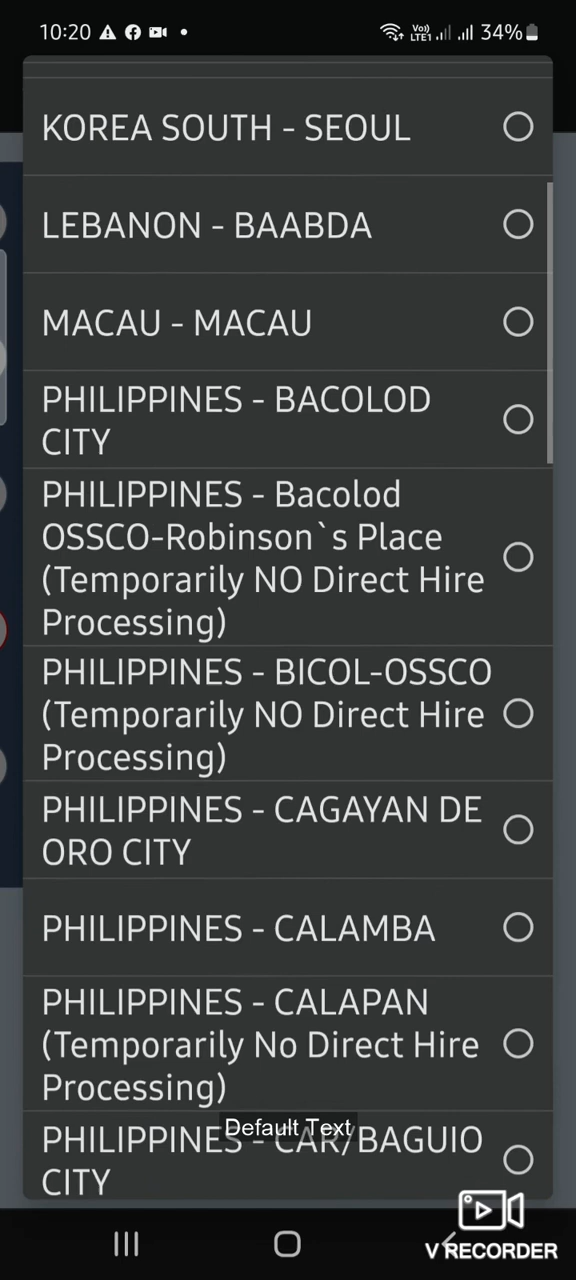 10:20
Vo))
LTE1
34%
KOREA SOUTH - SEOUL
LEBANON - BAABDA
MACAU - MACAU
PHILIPPINES - BACOLOD
CITY
PHILIPPINES - Bacolod
OSSCO-Robinson`s Place
(Temporarily NO Direct Hire
Processing)
PHILIPPINES - BICOL-OSSCO
(Temporarily NO Direct Hire
Processing)
PHILIPPINES - CAGAYAN DE
ORO CITY
PHILIPPINES - CALAMBA
PHILIPPINES - CALAPAN
(Temporarily No Direct Hire
Processing)
Default Text
PHILIPPINES - CAR/BAGUIO
CITY
V RECORDER